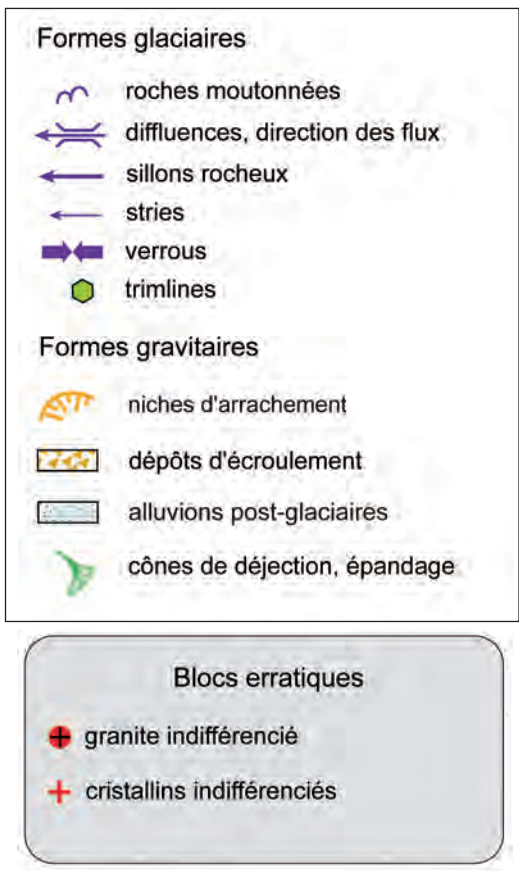 Formes glaciaires
roches moutonnées
diffluences, direction des flux
sillons rocheux
stries
verrous
trimlines
Formes gravitaires
niches d'arrachement
dépôts d'écroulement
alluvions post-glaciaires
cônes de déjection, épandage
Blocs erratiques
granite indifférencié
cristallins indifférenciés